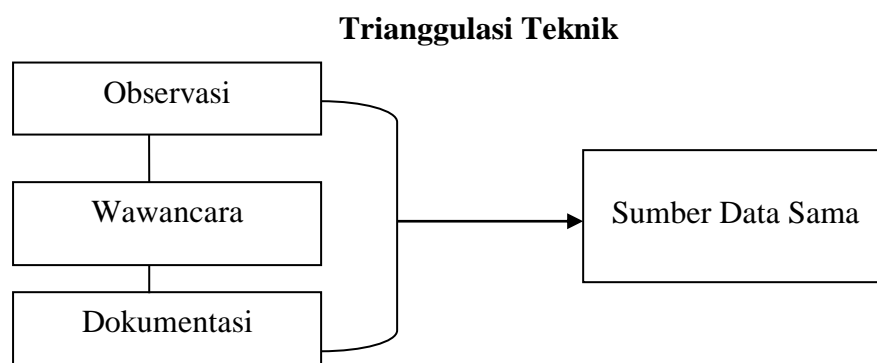 Trianggulasi Teknik
Observasi
Wawancara
Dokumentasi
Sumber Data Sama